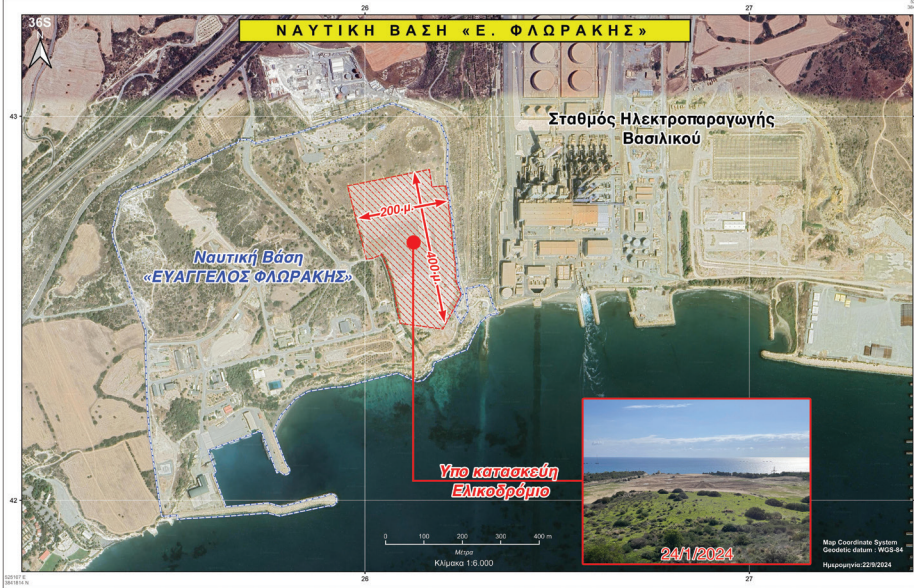 26
36S
ΝΑΥΤΙΚΗ ΒΑΣΗ «Ε. ΦΛΩΡΑΚΗΣ»
43
Σταθμός Ηλεκτροπαραγωγής
Βασιλικού
200 μ.
400 μ.
Ναυτική Βάση
«ΕΥΑΓΓΕΛΟΣ ΦΛΩΡΑΚΗΣ»
Υπο κατασκεύη
Ελικοδρόμιο
42
24/1/2024
0 100 200 300 400 m
Μέτρα
Κλίμακα 1:6.000
Map Coordinate System
Geodetic datum : WGS-84
Ημερομηνία:22/9/2024
26
27